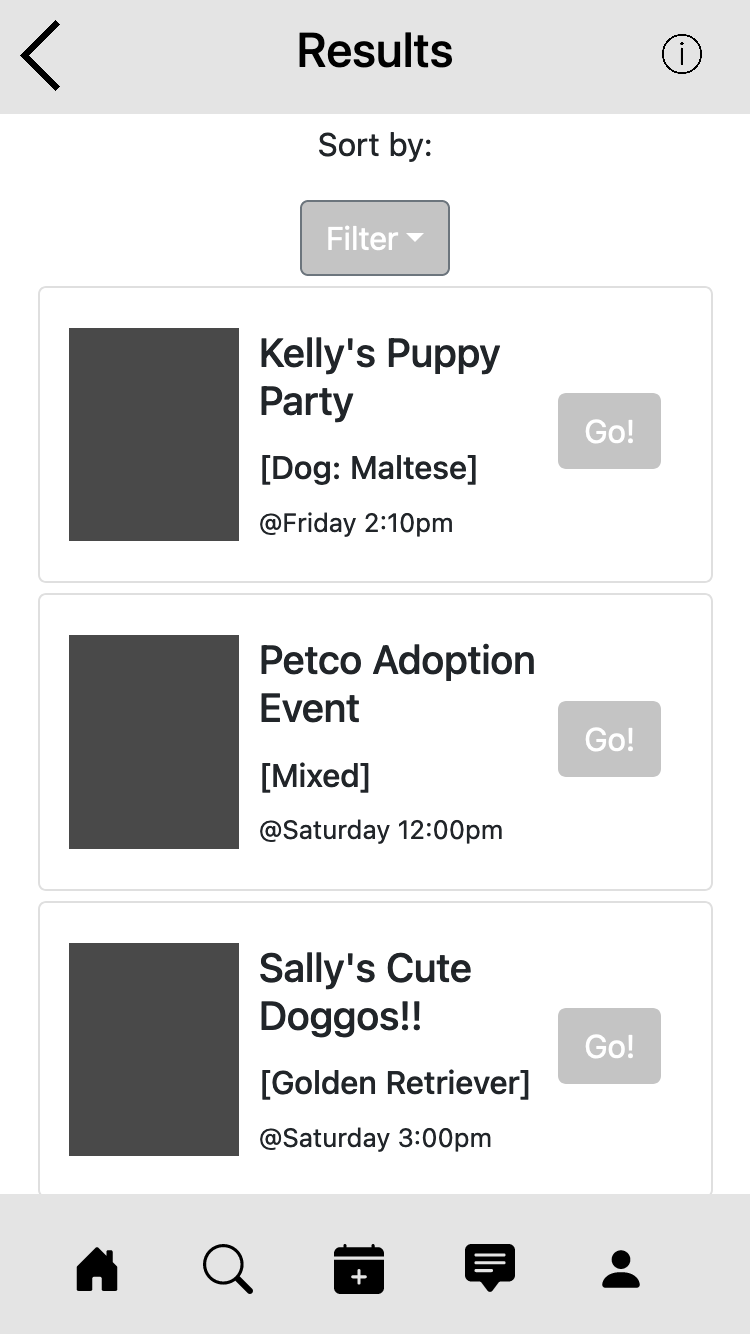 Results
Sort by:
Filter
Kelly's Puppy
Party
[Dog: Maltese]
@Friday 2:10pm
Go!
Petco Adoption
Event
[Mixed]
@Saturday 12:00pm
Go!
Sally's Cute
Doggos!!
[Golden Retriever]
@Saturday 3:00pm
Go!